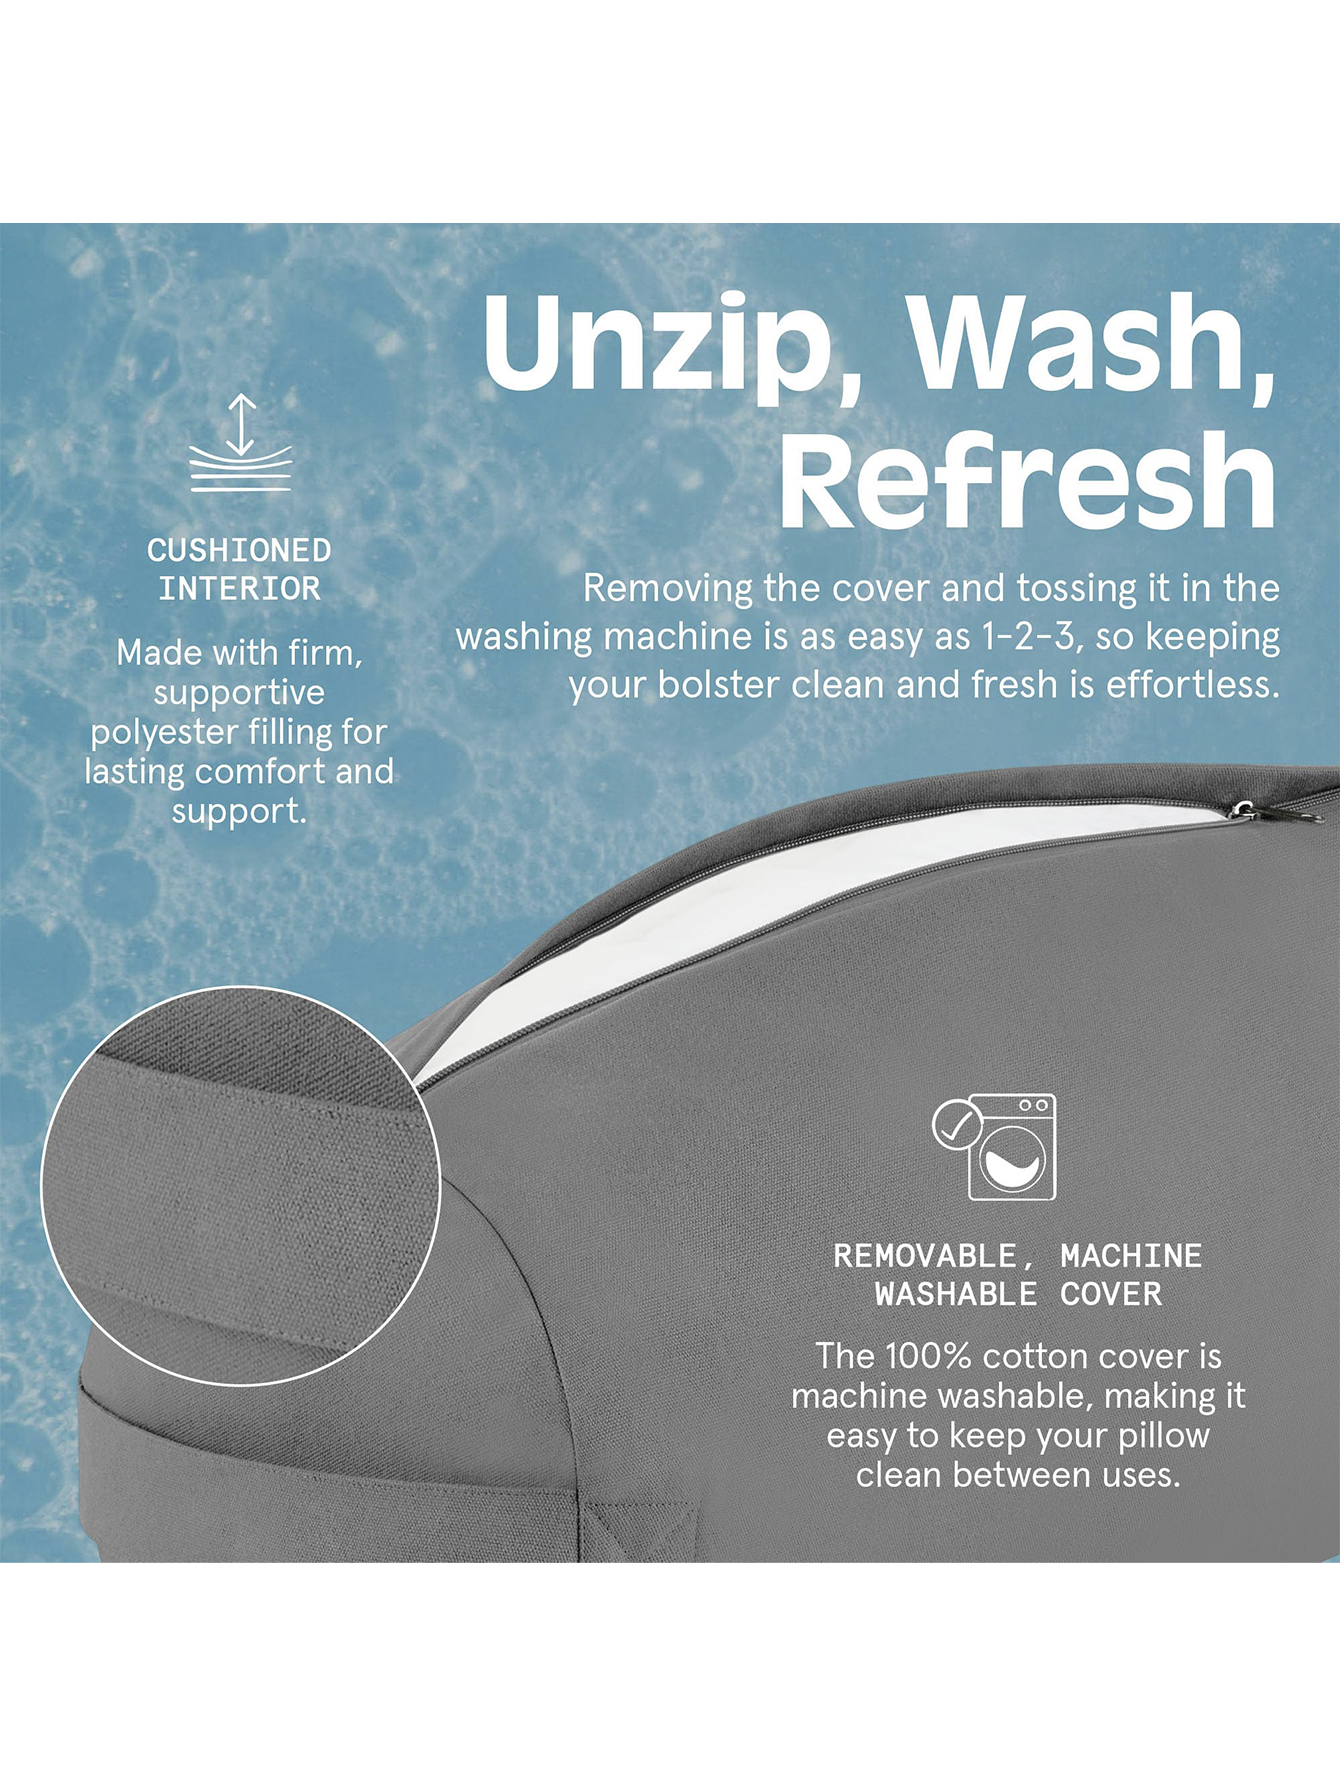 Unzip, Wash,
Refresh
Removing the cover and tossing it in the
washing machine is as easy as 1-2-3, so keeping
your bolster clean and fresh is effortless.
CUSHIONED
INTERIOR
Made with firm,
supportive
polyester filling for
lasting comfort and
support.
REMOVABLE, MACHINE
WASHABLE COVER
The 100% cotton cover is
machine washable, making it
easy to keep your pillow
clean between uses.